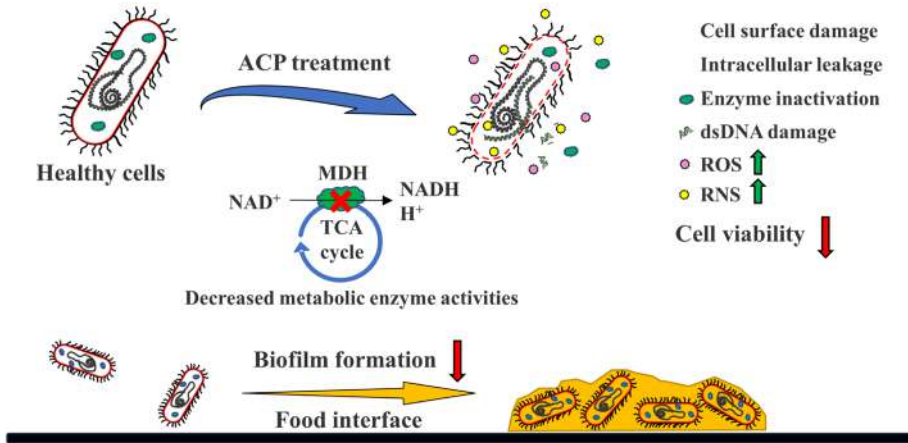 ACP treatment
Healthy cells
Cell surface damage
Intracellular leakage
Enzyme inactivation
dsDNA damage
ROS
RNS
Cell viability
MDH
NAD⁺
NADH
H⁺
TCA
cycle
Decreased metabolic enzyme activities
Biofilm formation
Food interface